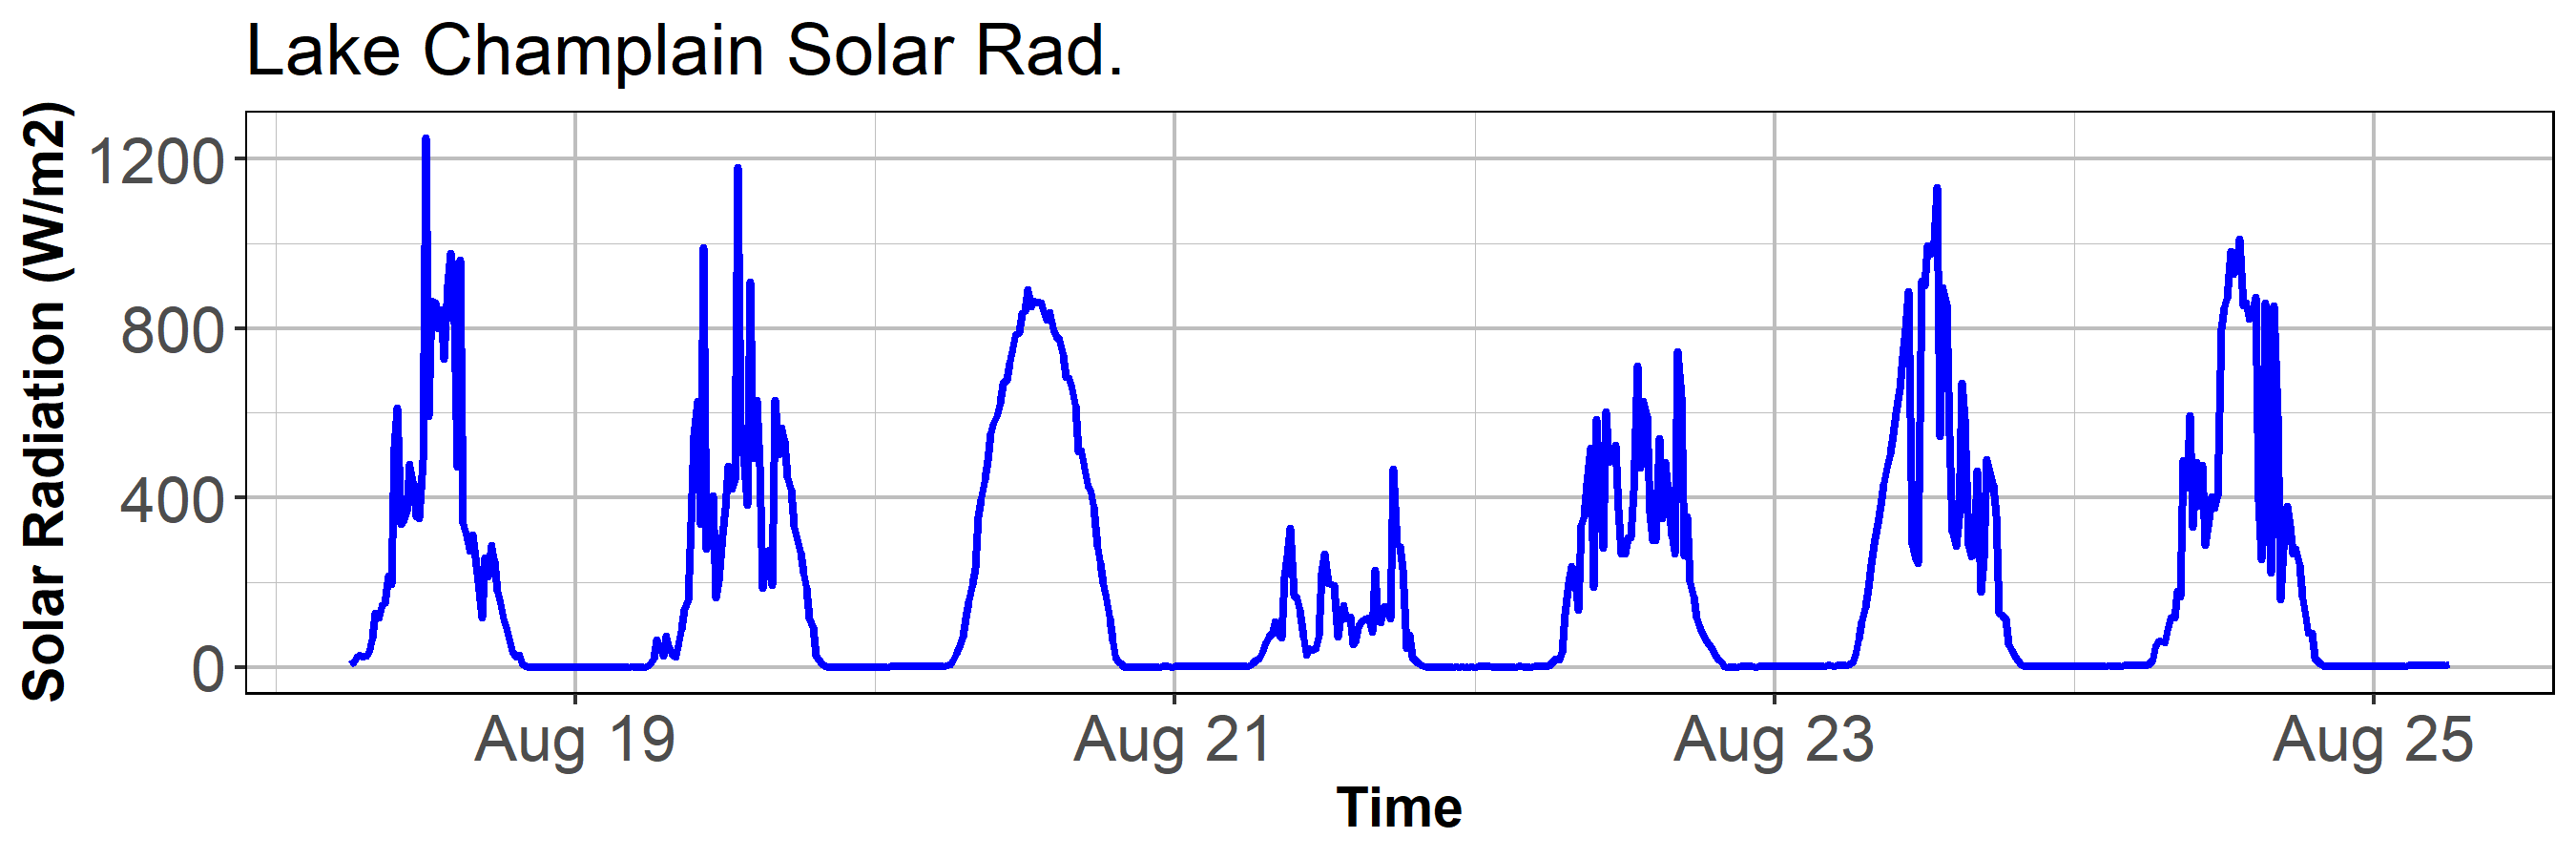 Lake Champlain Solar Rad.
Solar Radiation (W/m2)
1200
800
400
0
Aug 19 Aug 21 Aug 23 Aug 25
Time